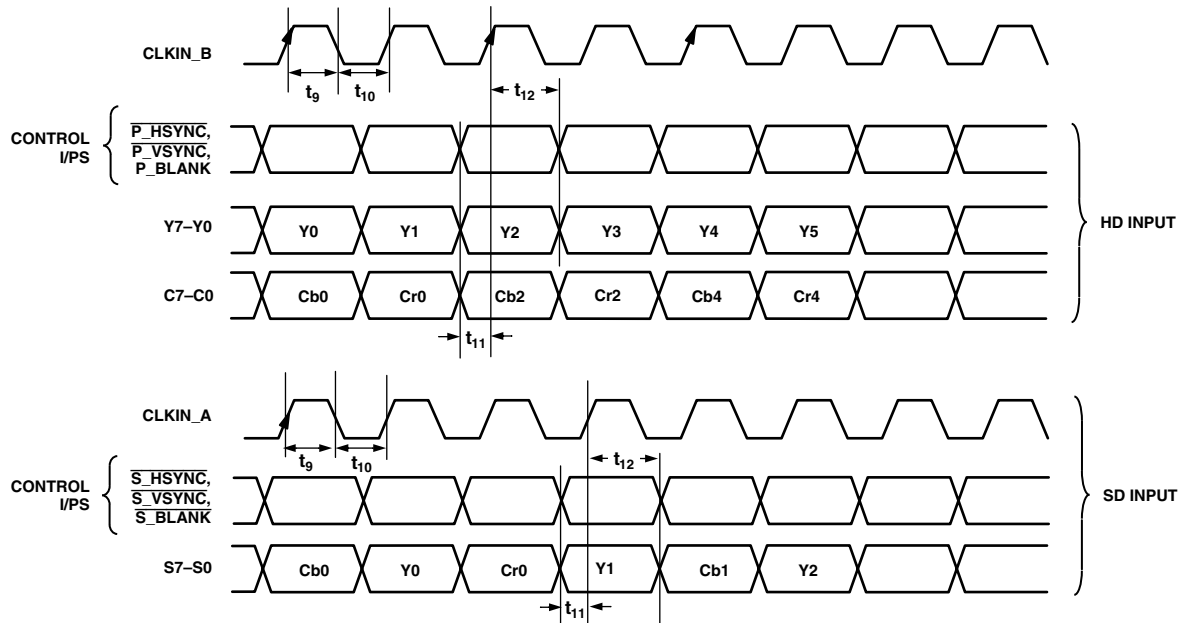 CLKIN_B
t9
t10
t12
CONTROL I/PS
P_HSYNC,
P_VSYNC,
P_BLANK
Y7–Y0
Y0 Y1 Y2 Y3 Y4 Y5
C7–C0
Cb0 Cr0 Cb2 Cr2 Cb4 Cr4
t11
HD INPUT
CLKIN_A
t9
t10
t12
CONTROL I/PS
S_HSYNC,
S_VSYNC,
S_BLANK
S7–S0
Cb0 Y0 Cr0 Y1 Cb1 Y2
t11
SD INPUT